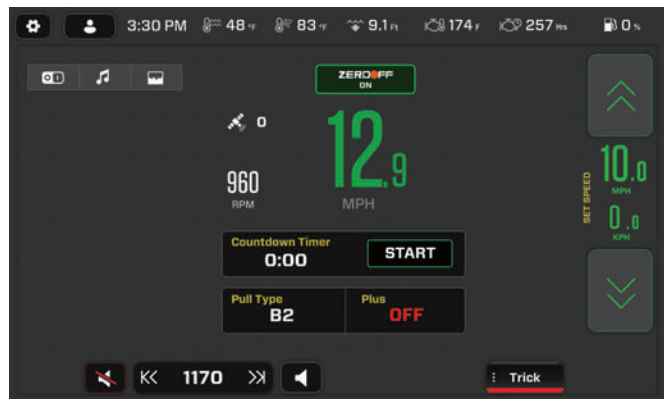 3:30 PM 48 °F 83 °F 9.1 Ft 174 F 257 Hrs 0 %
ZEROOFF
ON
0
12.9
MPH
960
RPM
SET SPEED
10.0
MPH
0.0
KPH
Countdown Timer
0:00
START
Pull Type
B2
Plus
OFF
1170
Trick